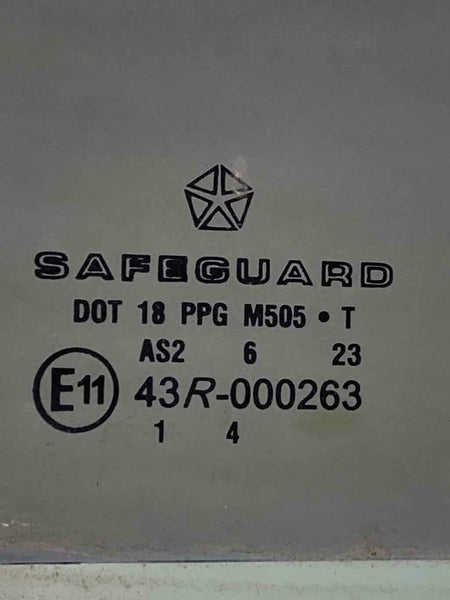 SAFEGUARD
DOT 18 PPG M505 • T
AS2 6 23
E11 43R-000263
1 4